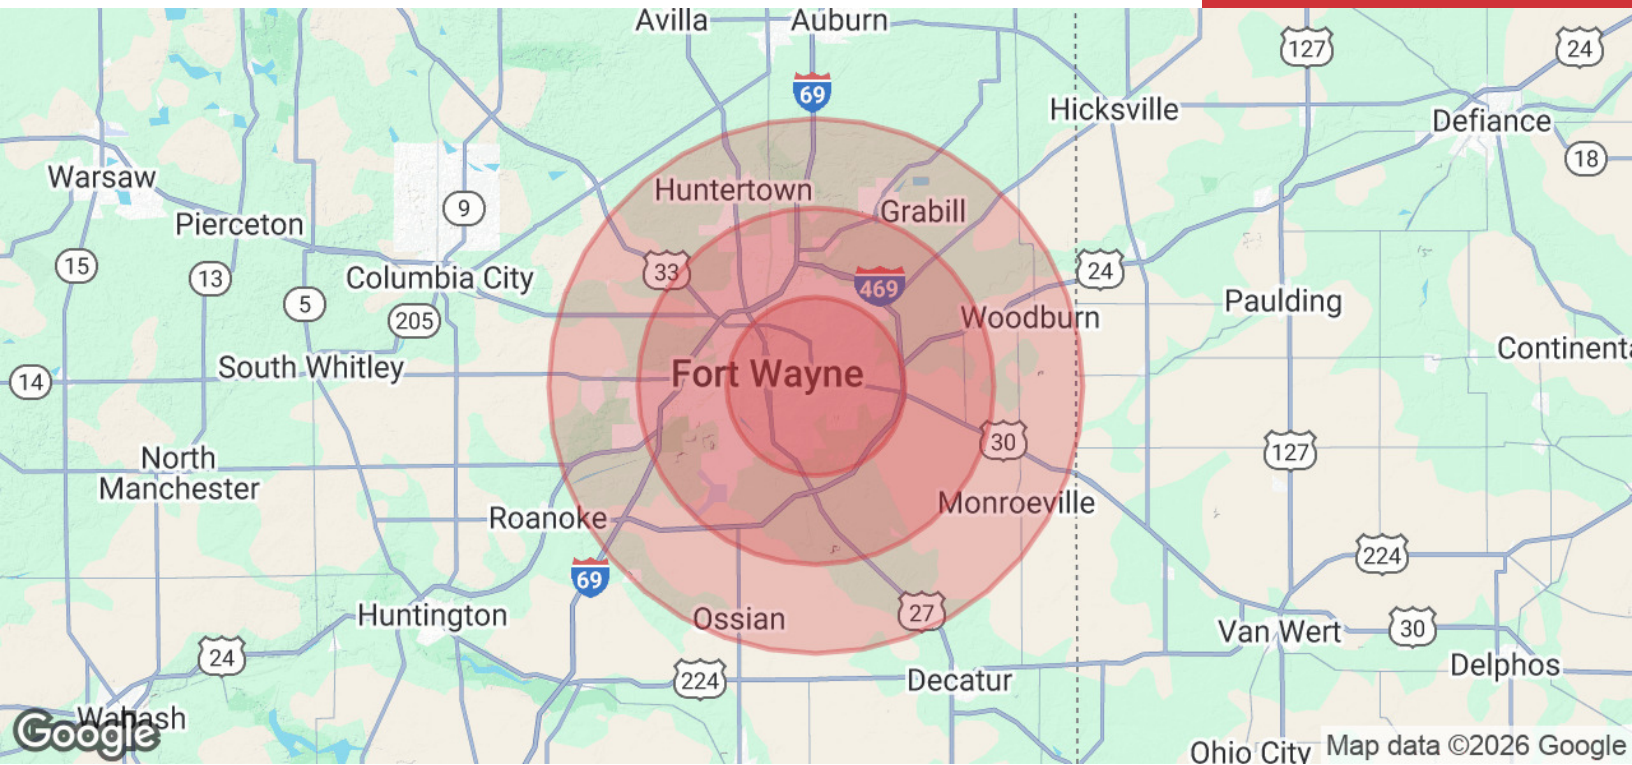 Avilla
Auburn
127
24
69
Hicksville
Defiance
18
Warsaw
Huntertown
9
Grabill
Pierceton
15
13
Columbia City
33
469
24
5
205
Woodburn
Paulding
Continenta
14
South Whitley
Fort Wayne
30
127
North
Manchester
Monroeville
Roanoke
224
69
Huntington
Ossian
27
Van Wert
30
24
224
Decatur
Delphos
Wabash
Google
Ohio City
Map data ©2026 Google